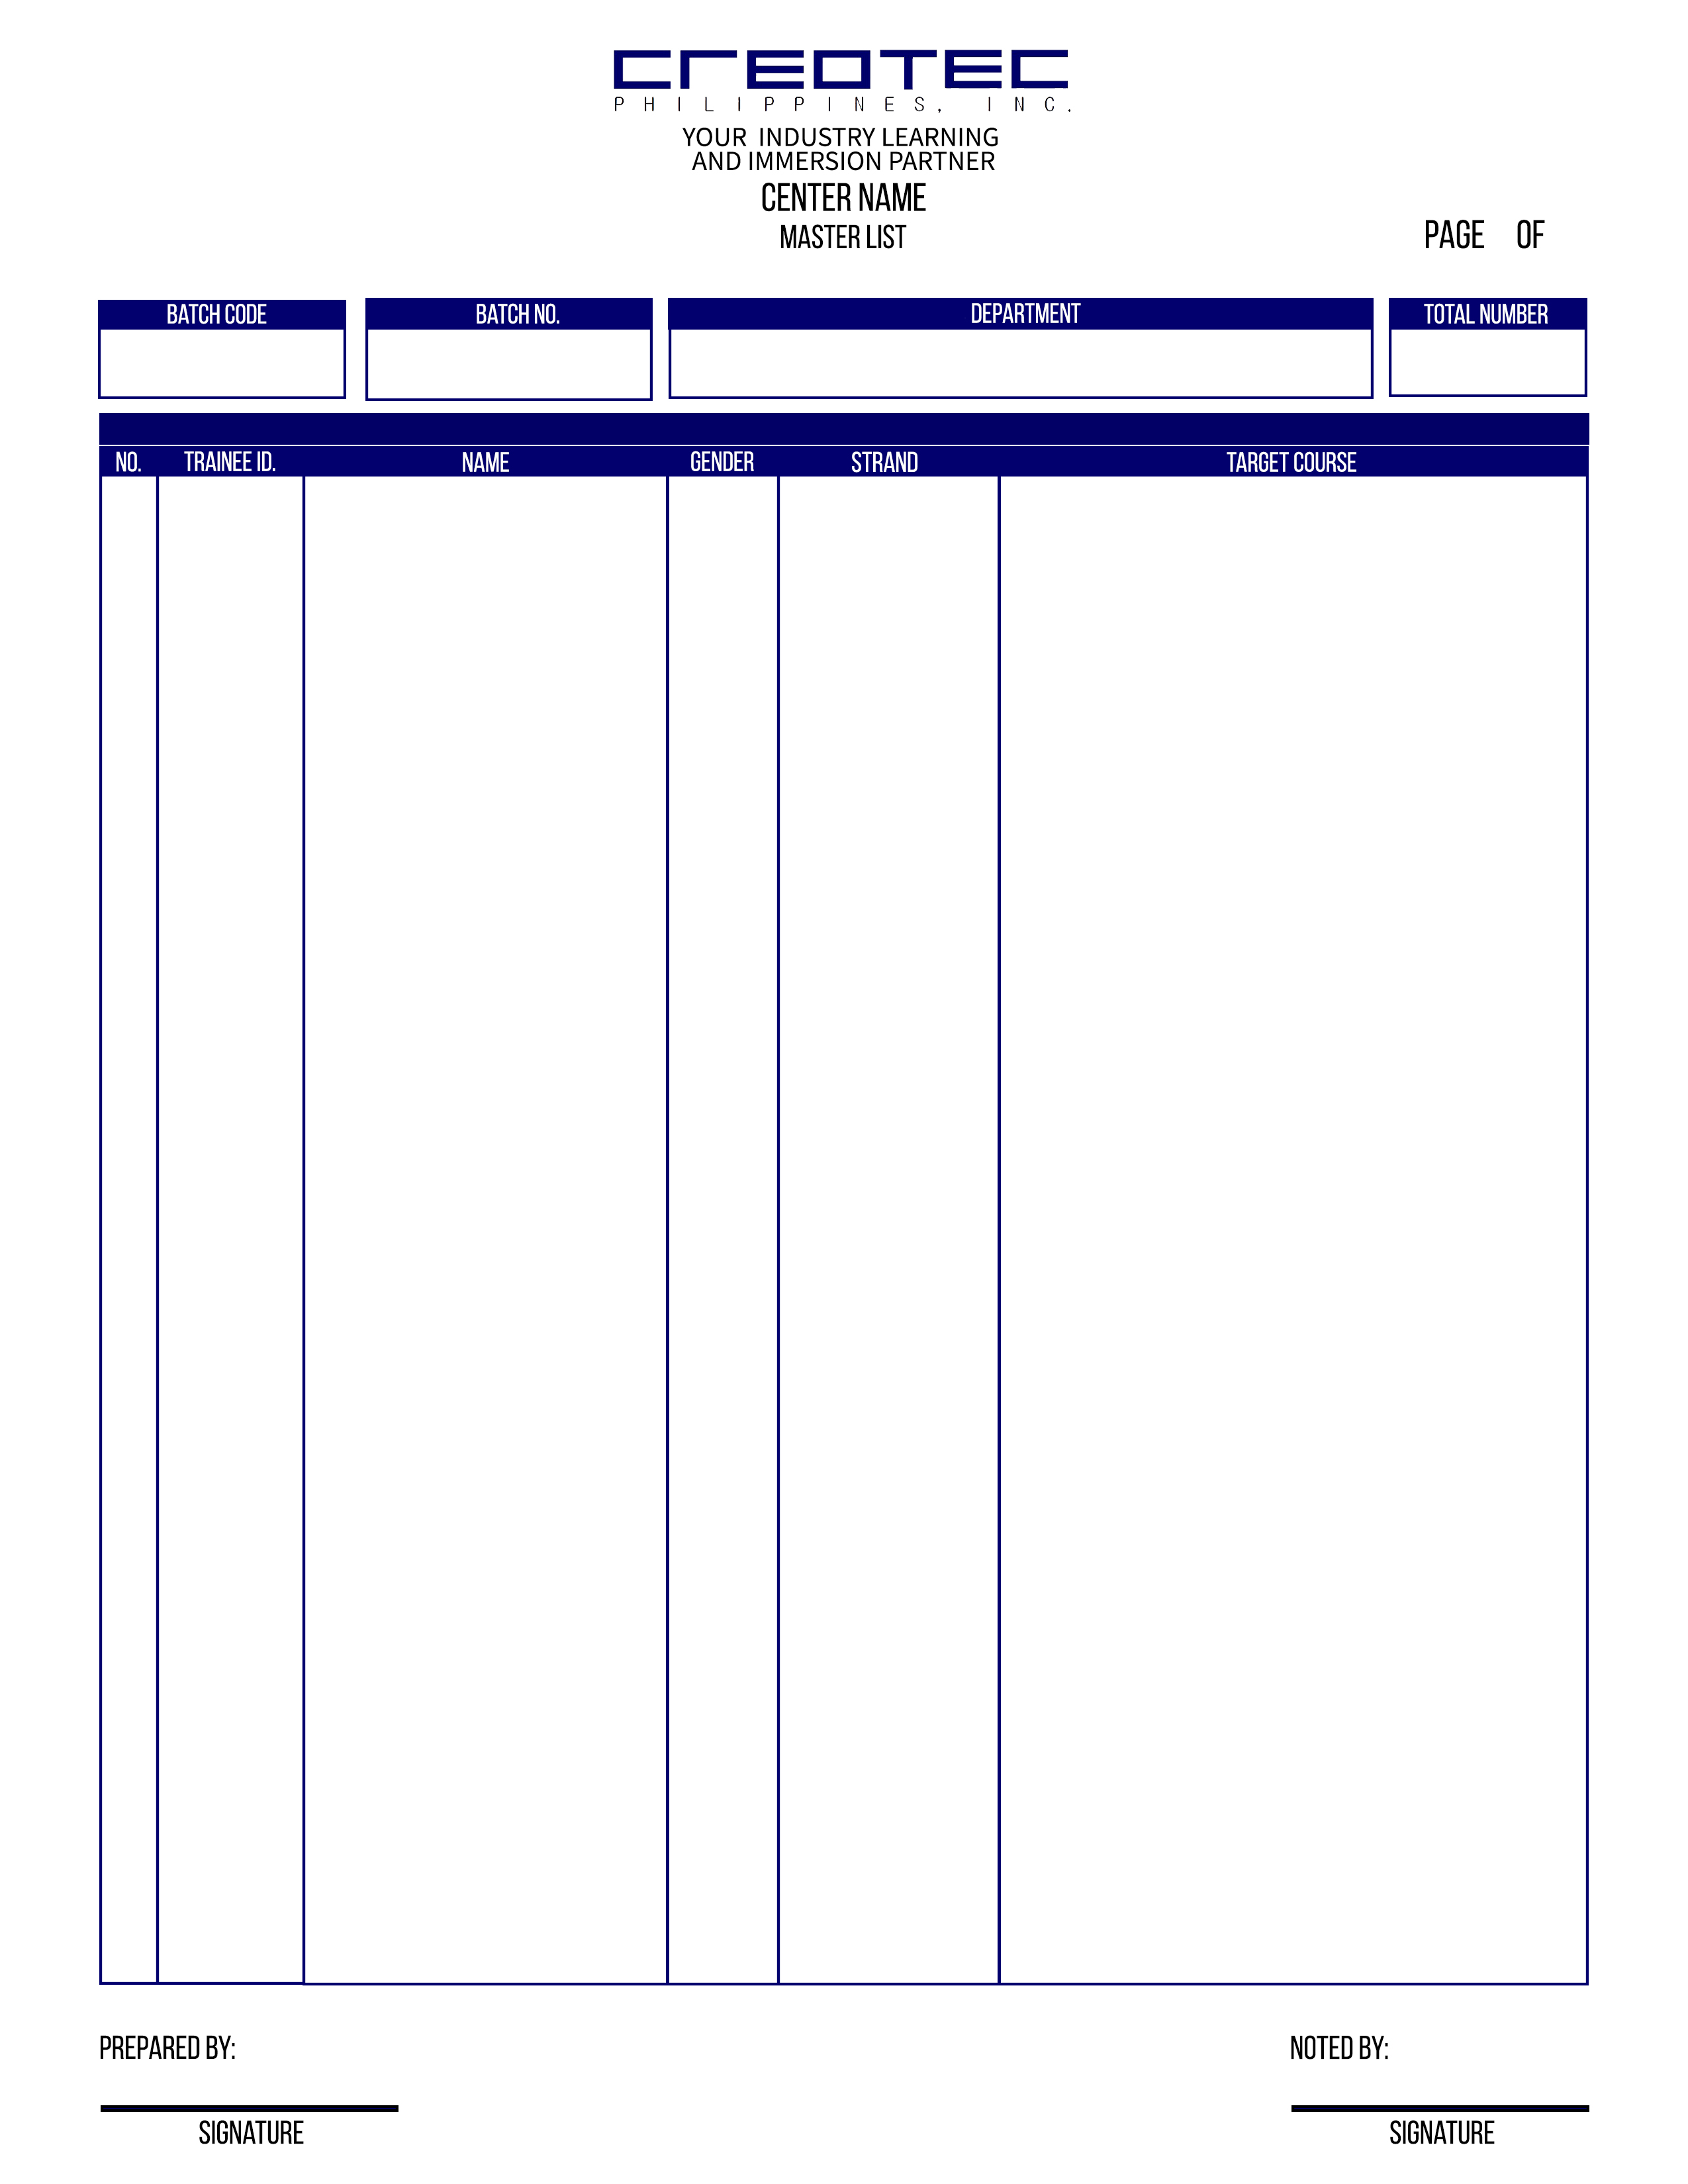 CREOTEC
PHILIPPINES, INC.
YOUR INDUSTRY LEARNING
AND IMMERSION PARTNER
CENTER NAME
MASTER LIST
PAGE OF
BATCH CODE BATCH NO. DEPARTMENT TOTAL NUMBER
NO. TRAINEE ID. NAME GENDER STRAND TARGET COURSE
PREPARED BY: NOTED BY:
SIGNATURE SIGNATURE